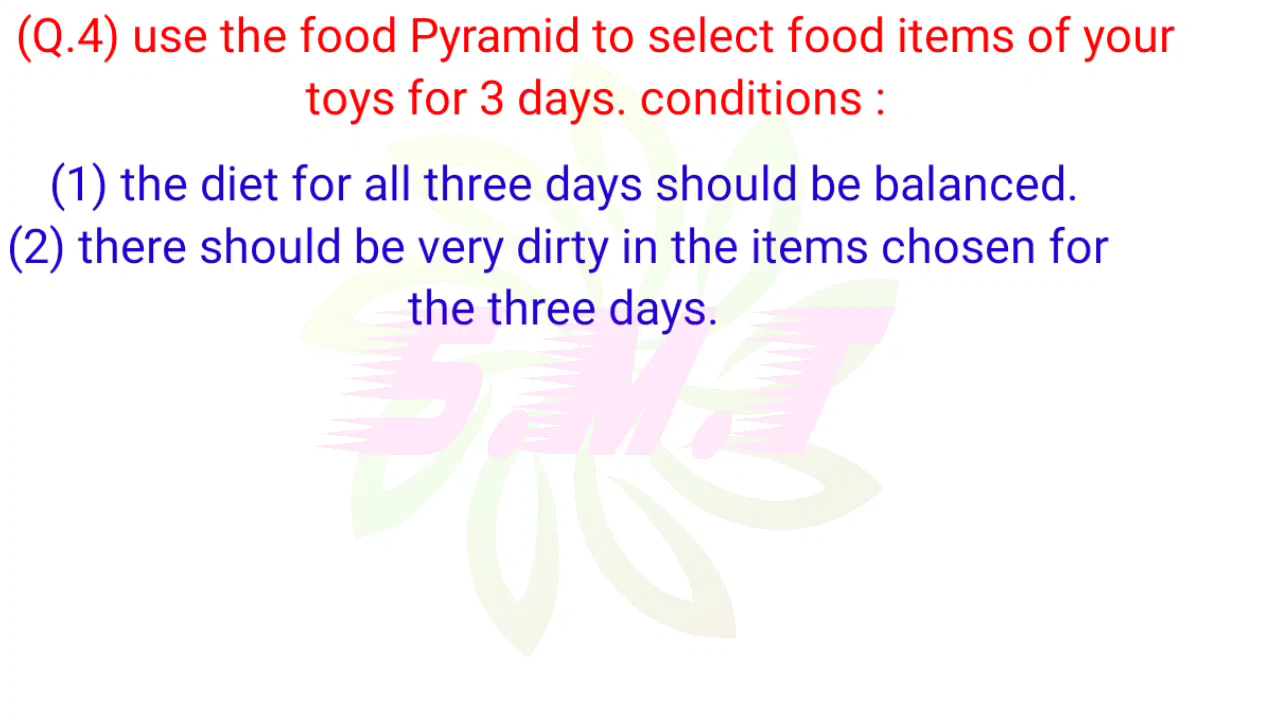 (Q.4) use the food Pyramid to select food items of your
toys for 3 days. conditions :
(1) the diet for all three days should be balanced.
(2) there should be very dirty in the items chosen for
the three days.
S.M.T